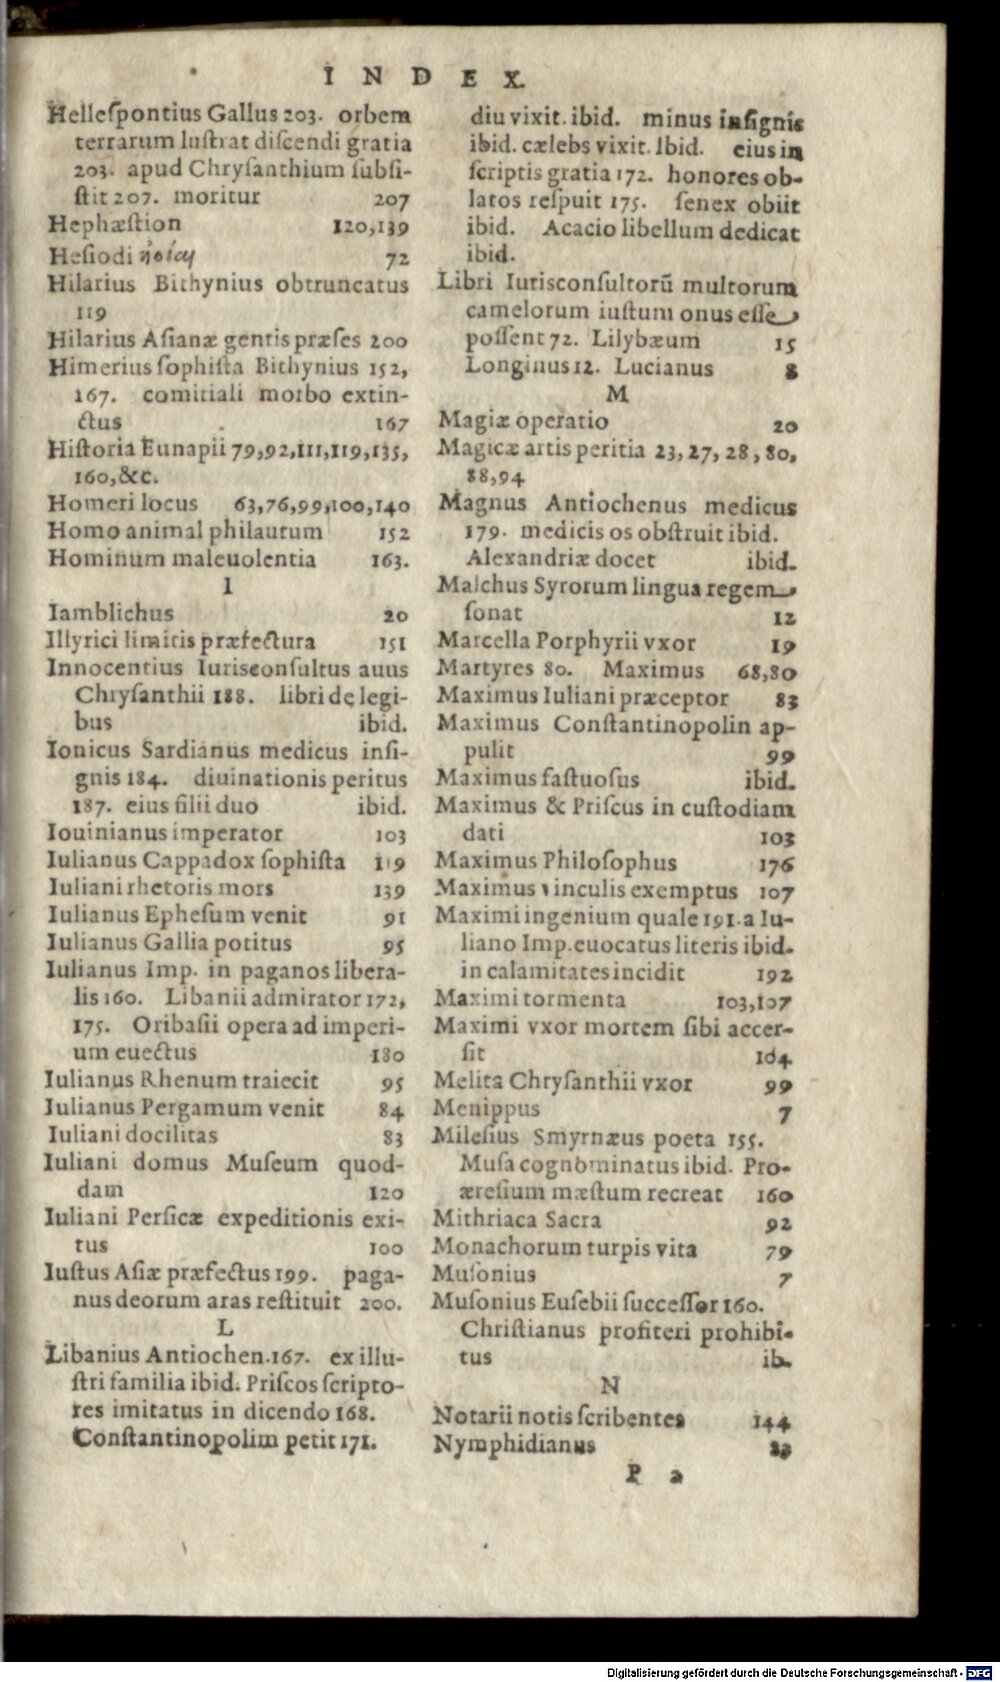 INDEX.
Hellespontius Gallus 203. orbem
terrarum lustrat discendi gratia
203. apud Chrysanthium subsi-
stit 207. moritur 207
Hephæstion 120,139
Hesiodi 72
Hilarius Bithynius obtruncatus
119
Hilarius Asianæ gentis præses 200
Himerius sophista Bithynius 152,
167. comitiali morbo extin-
ctus 167
Historia Eunapii 79,92,111,119,135,
160,&c.
Homeri locus 63,76,99,100,140
Homo animal philautum 152
Hominum maleuolentia 163.
I
Iamblichus 20
Illyrici limitis præfectura 151
Innocentius Iurisconsultus auus
Chrysanthii 188. libri de legi-
bus ibid.
Ionicus Sardianus medicus insi-
gnis 184. diuinationis peritus
187. eius filii duo ibid.
Iouinianus imperator 103
Iulianus Cappadox sophista 119
Iuliani rhetoris mors 139
Iulianus Ephesum venit 91
Iulianus Gallia potitus 95
Iulianus Imp. in paganos libera-
lis 160. Libanii admirator 172,
175. Oribasii opera ad imperi-
um euectus 180
Iulianus Rhenum traiecit 95
Iulianus Pergamum venit 84
Iuliani docilitas 83
Iuliani domus Museum quod-
dam 120
Iuliani Persicæ expeditionis exi-
tus 100
Iustus Asiæ præfectus 199. paga-
nus deorum aras restituit 200.
L
Libanius Antiochen. 167. ex illu-
stri familia ibid. Priscos scripto-
res imitatus in dicendo 168.
Constantinopolim petit 171.
diu vixit. ibid. minus insignis
ibid. cælebs vixit. Ibid. eius in
scriptis gratia 172. honores ob-
latos respuit 175. senex obiit
ibid. Acacio libellum dedicat
ibid.
Libri Iurisconsultorū multorum
camelorum iustum onus esse
possent 72. Lilybæum 15
Longinus 12. Lucianus 8
M
Magiæ operatio 20
Magicæ artis peritia 23, 27, 28, 80,
88,94
Magnus Antiochenus medicus
179. medicis os obstruit ibid.
Alexandriæ docet ibid.
Malchus Syrorum lingua regem
sonat 12
Marcella Porphyrii vxor 19
Martyres 80. Maximus 68,80
Maximus Iuliani præceptor 83
Maximus Constantinopolin ap-
pulit 99
Maximus fastuosus ibid.
Maximus & Priscus in custodiam
dati 103
Maximus Philosophus 176
Maximus vinculis exemptus 107
Maximi ingenium quale 191. a Iu-
liano Imp. euocatus literis ibid.
in calamitates incidit 192
Maximi tormenta 103,107
Maximi vxor mortem sibi accer-
sit 104
Melita Chrysanthii vxor 99
Menippus 7
Milesius Smyrnæus poeta 155.
Musa cognominatus ibid. Pro-
æresium mæstum recreat 160
Mithriaca Sacra 92
Monachorum turpis vita 79
Musonius 7
Musonius Eusebii successor 160.
Christianus profiteri prohibi-
tus ib.
N
Notarii notis scribentes 144
Nymphidianus
P 2
Digitalisierung gefördert durch die Deutsche Forschungsgemeinschaft - DFG